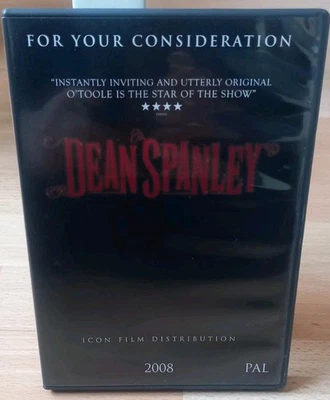 FOR YOUR CONSIDERATION
"INSTANTLY INVITING AND UTTERLY ORIGINAL
O'TOOLE IS THE STAR OF THE SHOW"
★★★★
DEAN SPANLEY
ICON FILM DISTRIBUTION
2008 PAL